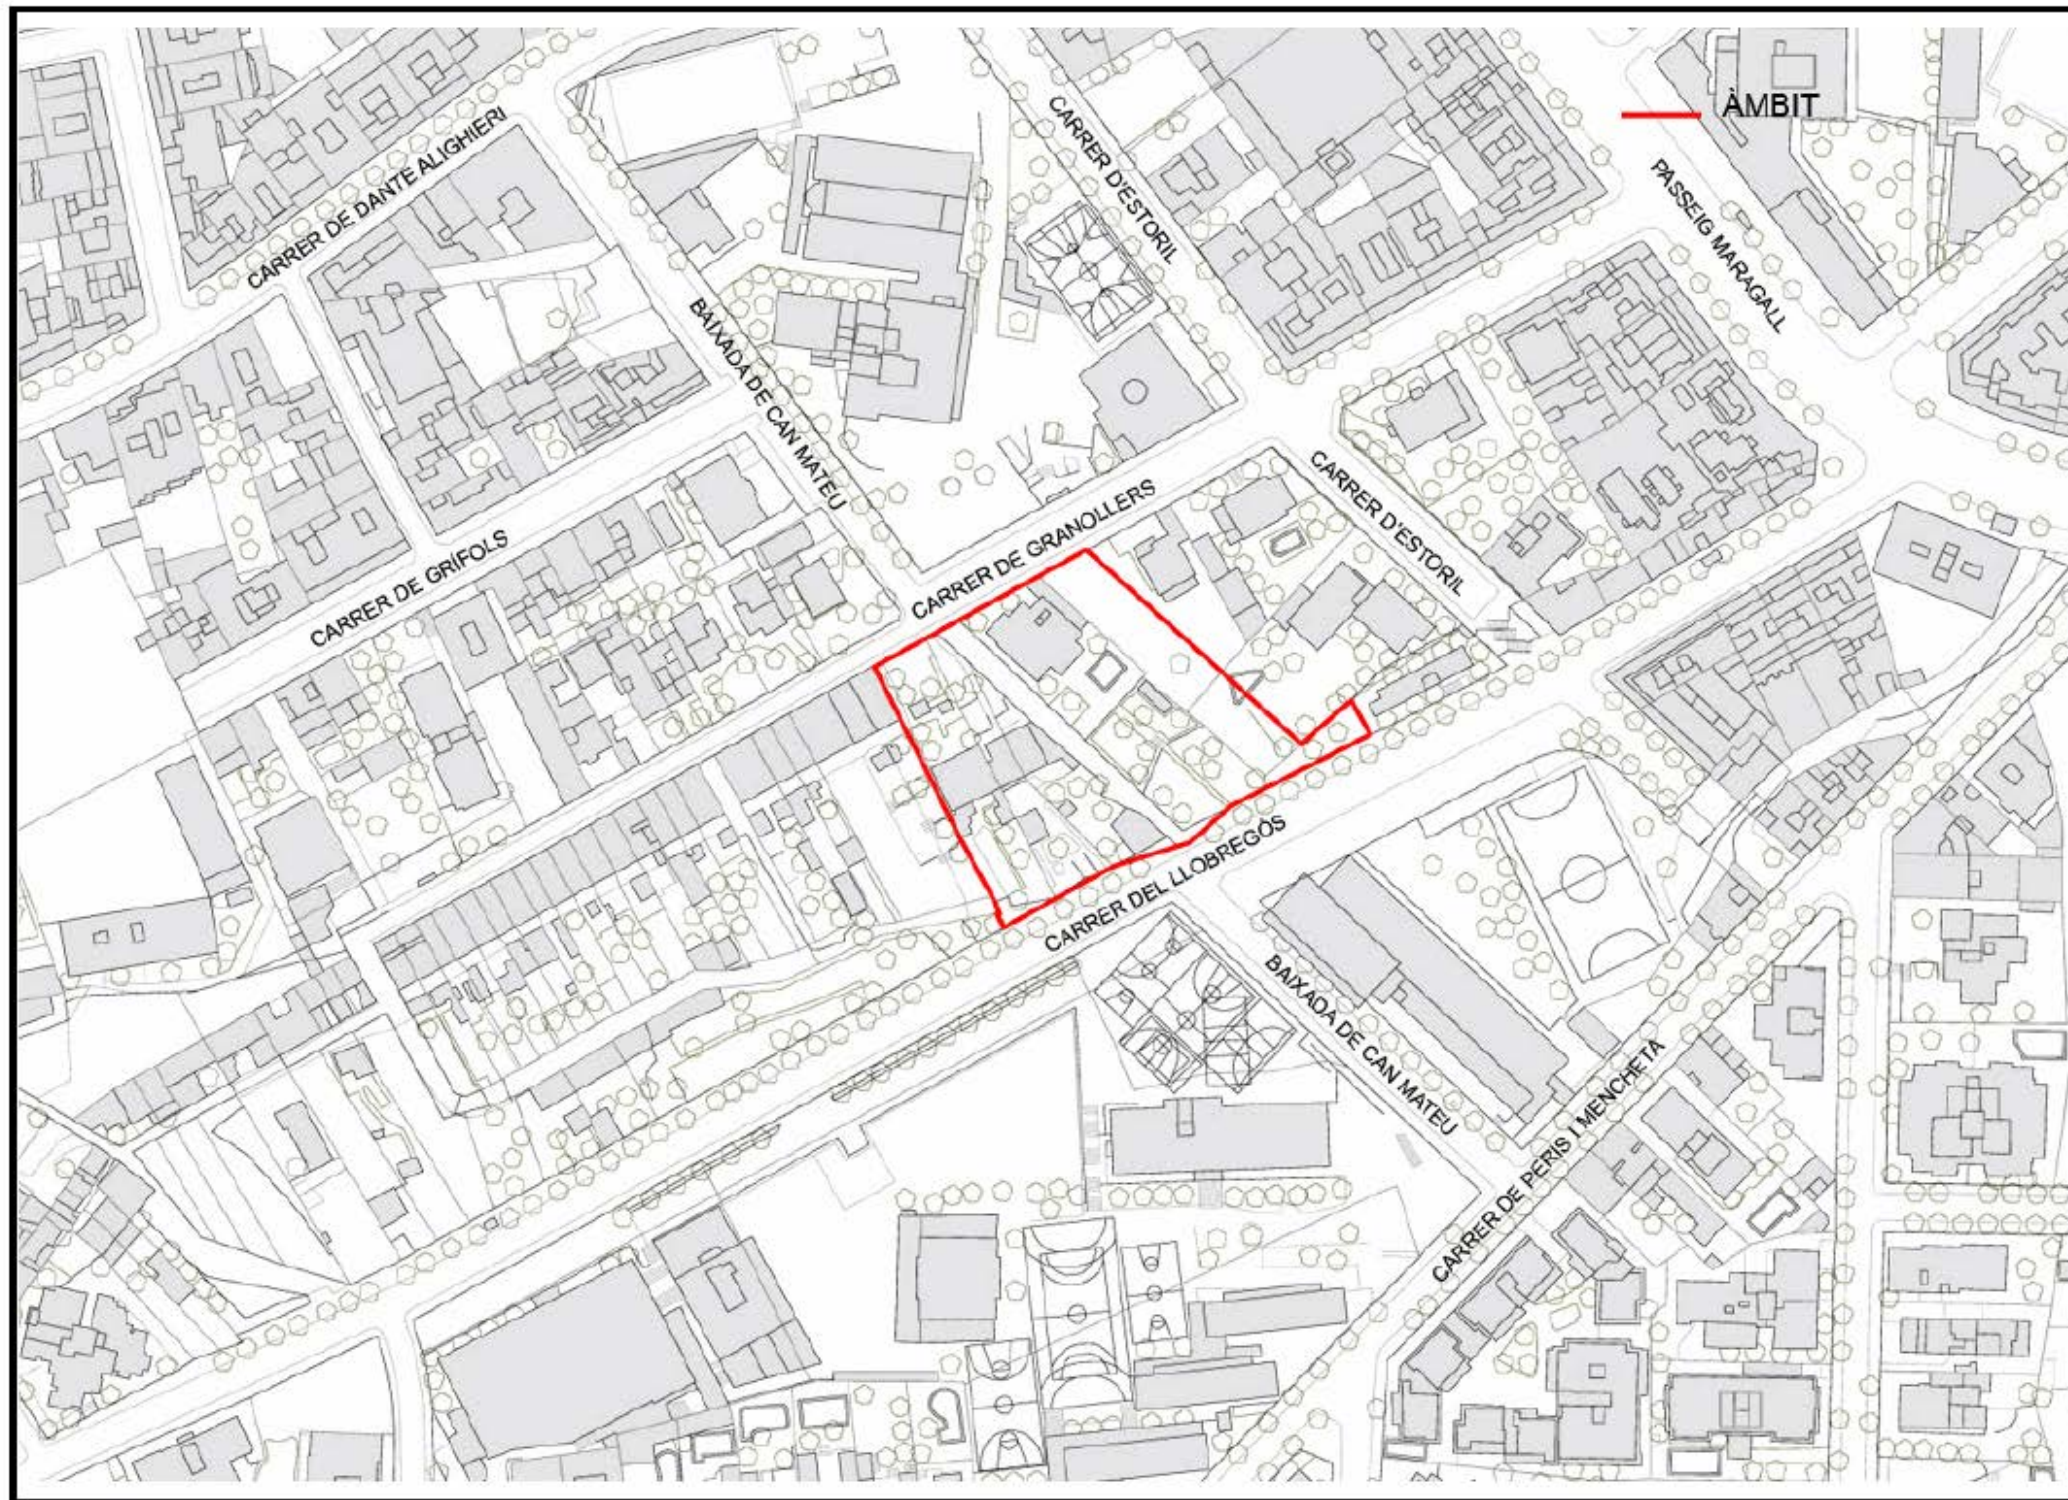 ÀMBIT
CARRER DE DANTE ALIGHIERI
CARRER D'ESTORIL
PASSEIG MARAGALL
BAIXADA DE CAN MATEU
CARRER DE GRÍFOLS
CARRER DE GRANOLLERS
CARRER D'ESTORIL
CARRER DEL LLOBREGÓS
BAIXADA DE CAN MATEU
CARRER DE PERIS I MENCHETA